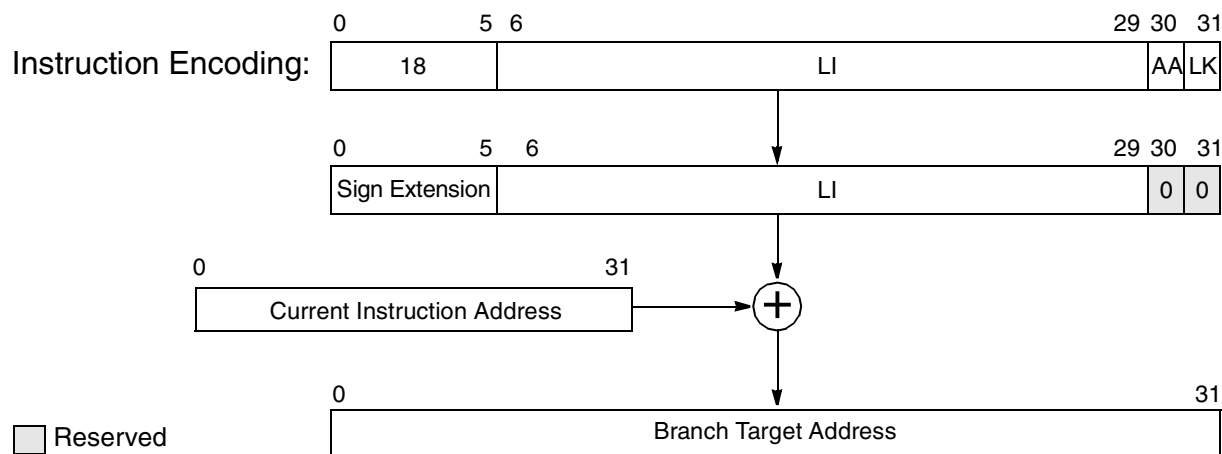 0 5 6 29 30 31
Instruction Encoding: 18 LI AA LK
0 5 6 29 30 31
Sign Extension LI 0 0
0 31
Current Instruction Address +
0 31
Reserved Branch Target Address